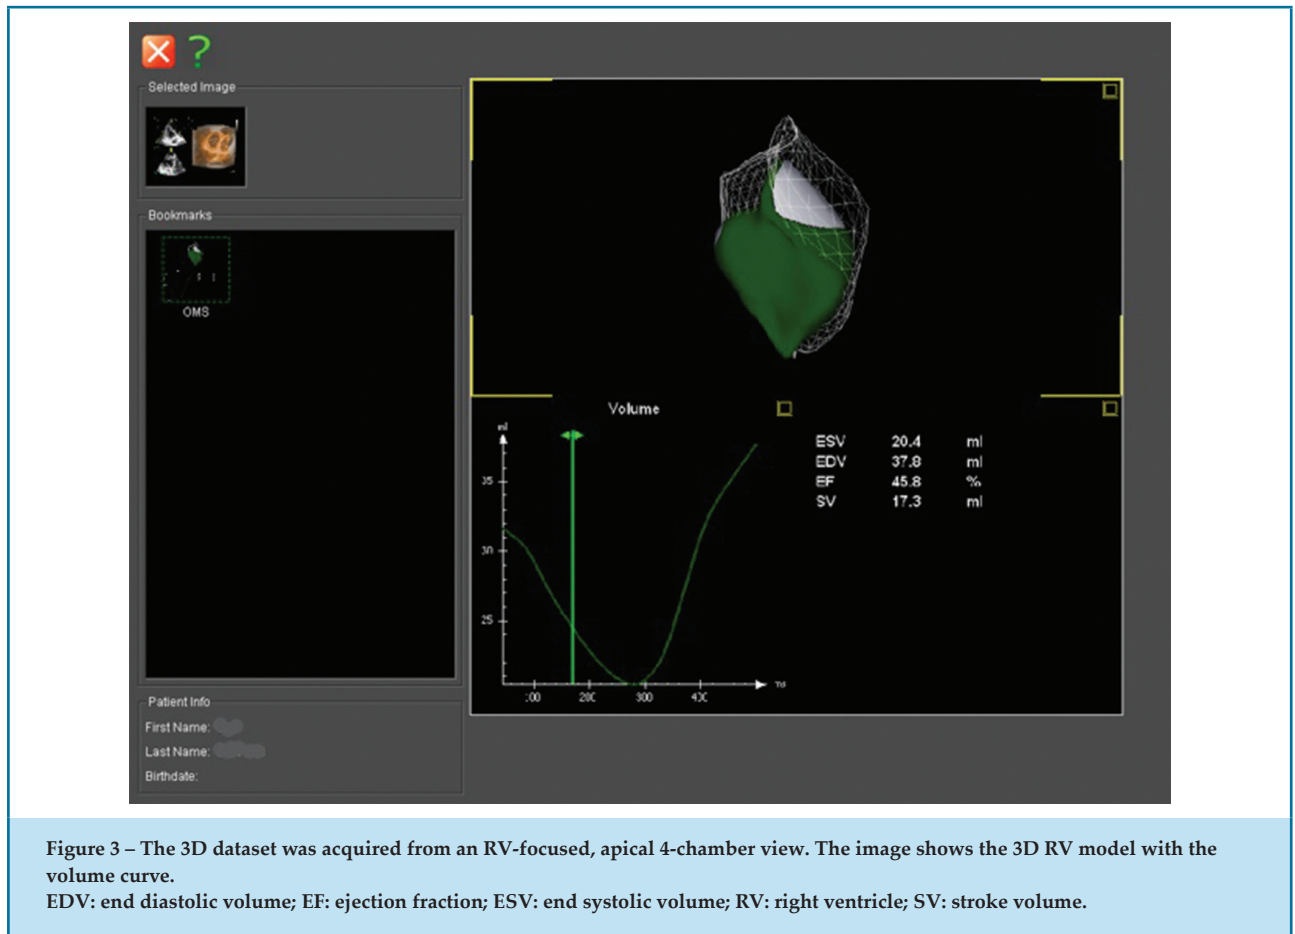 ?
Selected Image
Bookmarks
OMS
Patient Info
First Name:
Last Name:
Birthdate:
Volume
ml
35
30
25
200
300
ESV 20.4 ml
EDV 37.8 ml
EF 45.8 %
SV 17.3 ml
Figure 3 – The 3D dataset was acquired from an RV-focused, apical 4-chamber view. The image shows the 3D RV model with the
volume curve.
EDV: end diastolic volume; EF: ejection fraction; ESV: end systolic volume; RV: right ventricle; SV: stroke volume.